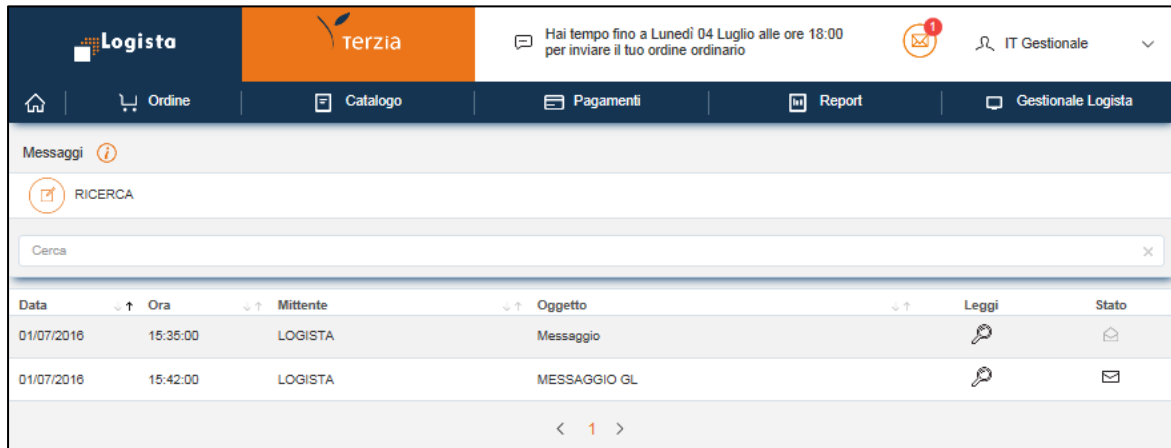 Logista
Terzia
Hai tempo fino a Lunedì 04 Luglio alle ore 18:00
per inviare il tuo ordine ordinario
1
IT Gestionale
Ordine
Catalogo
Pagamenti
Report
Gestionale Logista
Messaggi i
RICERCA
Cerca
Data Ora Mittente Oggetto Leggi Stato
01/07/2016 15:35:00 LOGISTA Messaggio
01/07/2016 15:42:00 LOGISTA MESSAGGIO GL
< 1 >